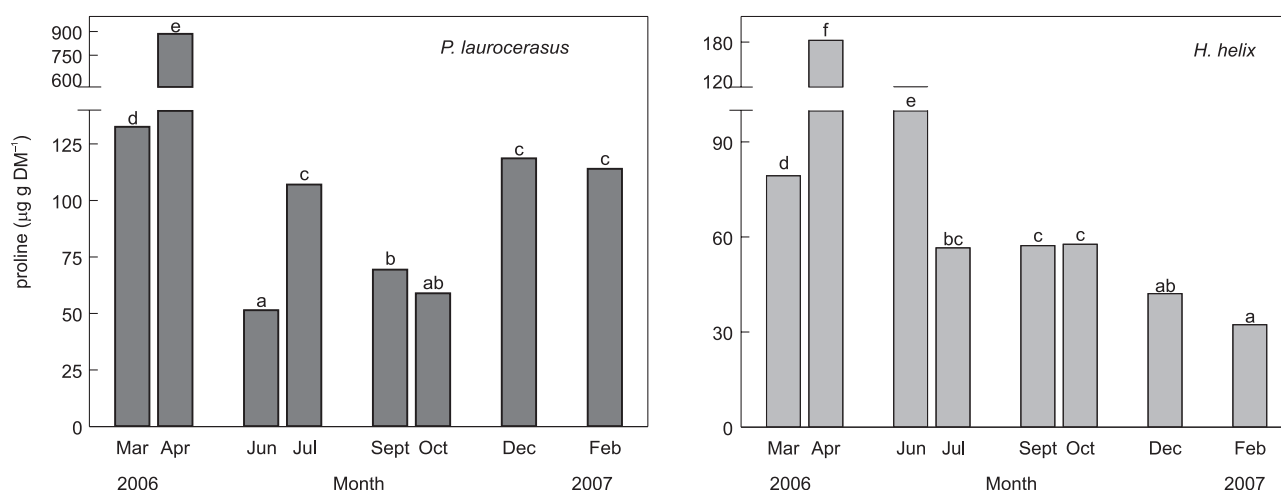 P. laurocerasus
proline (µg g DM⁻¹)
900
750
600
125
100
75
50
25
0
d
e
a
c
b
ab
c
c
Mar Apr Jun Jul Sept Oct Dec Feb
2006 Month 2007
H. helix
180
120
90
60
30
0
d
f
e
bc
c
c
ab
a
Mar Apr Jun Jul Sept Oct Dec Feb
2006 Month 2007